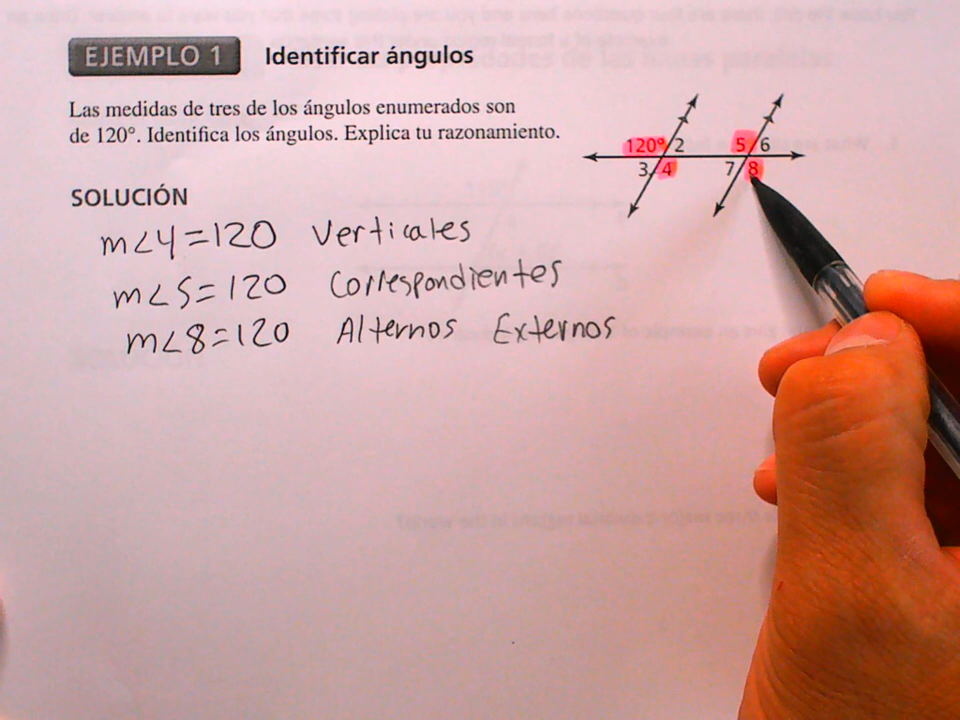 EJEMPLO 1 Identificar ángulos
Las medidas de tres de los ángulos enumerados son
de 120°. Identifica los ángulos. Explica tu razonamiento.
120° 2 5 6
3 4 7 8
SOLUCIÓN
m∠4=120 Verticales
m∠5=120 Correspondientes
m∠8=120 Alternos Externos